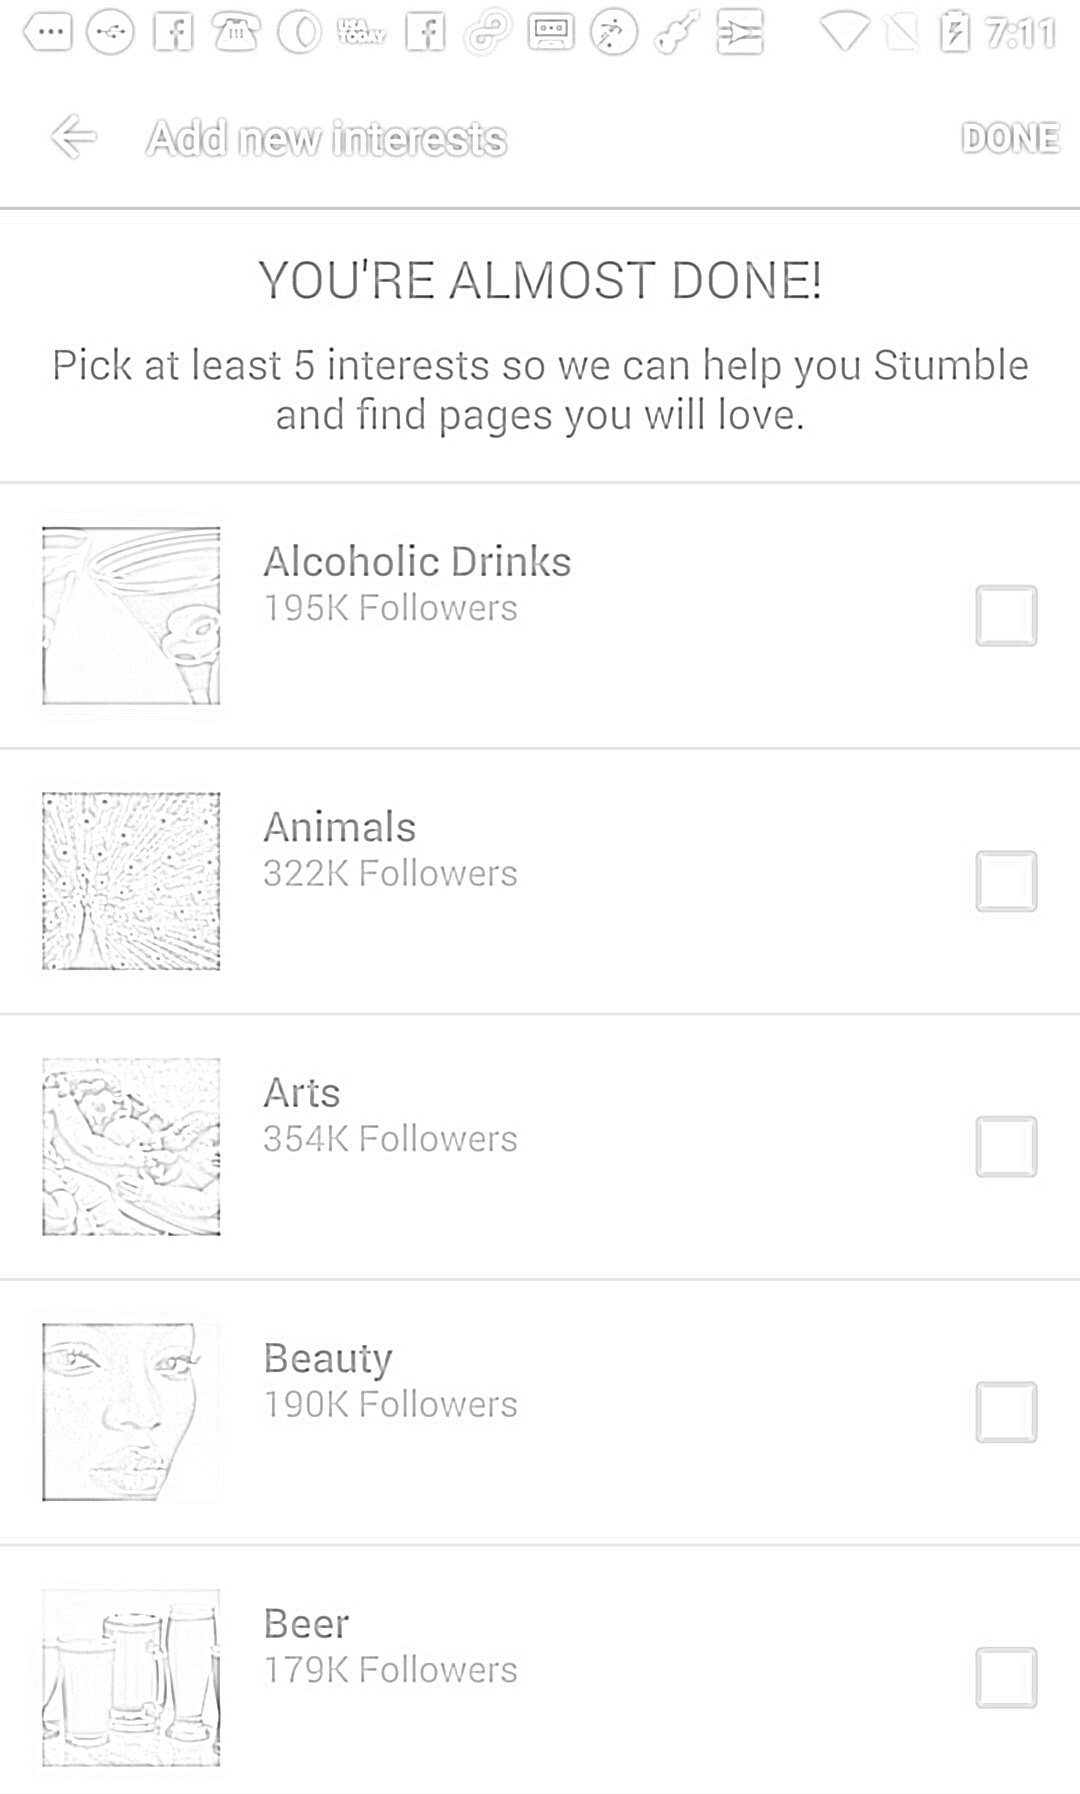 USA TODAY 7:11
Add new interests DONE
YOU'RE ALMOST DONE!
Pick at least 5 interests so we can help you Stumble
and find pages you will love.
Alcoholic Drinks
195K Followers
Animals
322K Followers
Arts
354K Followers
Beauty
190K Followers
Beer
179K Followers